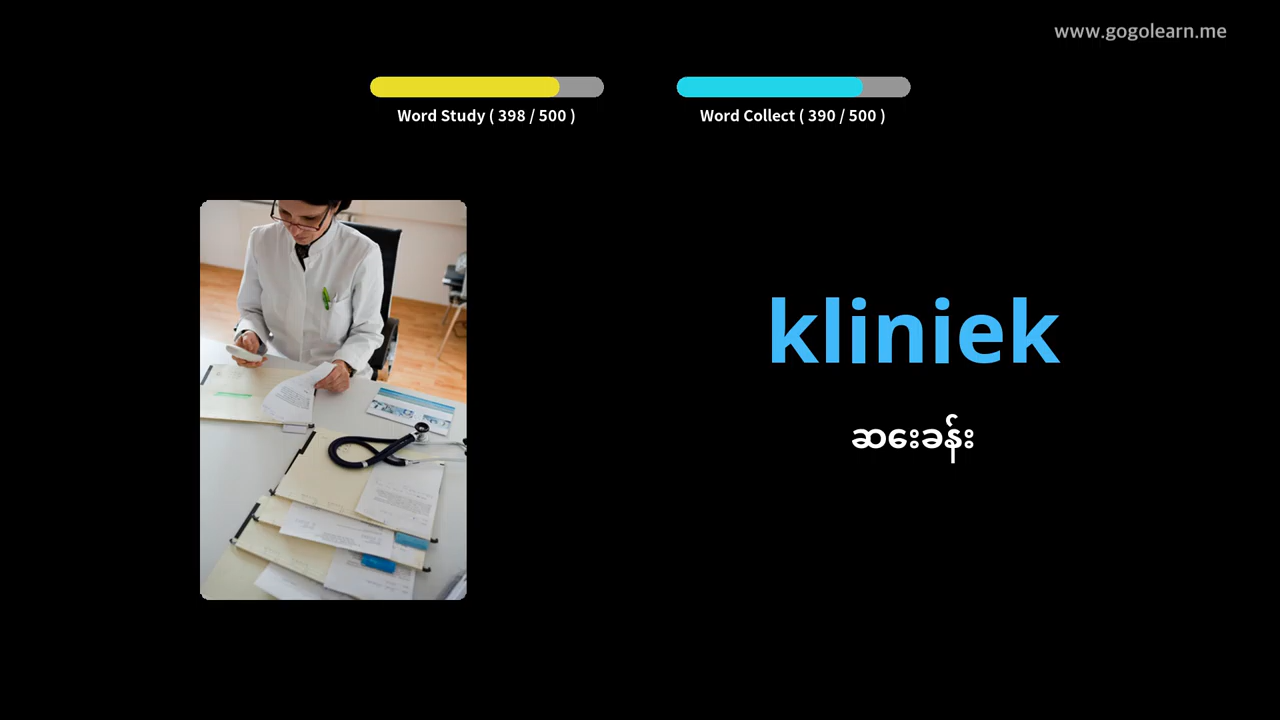 www.gogolearn.me
Word Study ( 398 / 500 )
Word Collect ( 390 / 500 )
kliniek
ဆေးခန်း